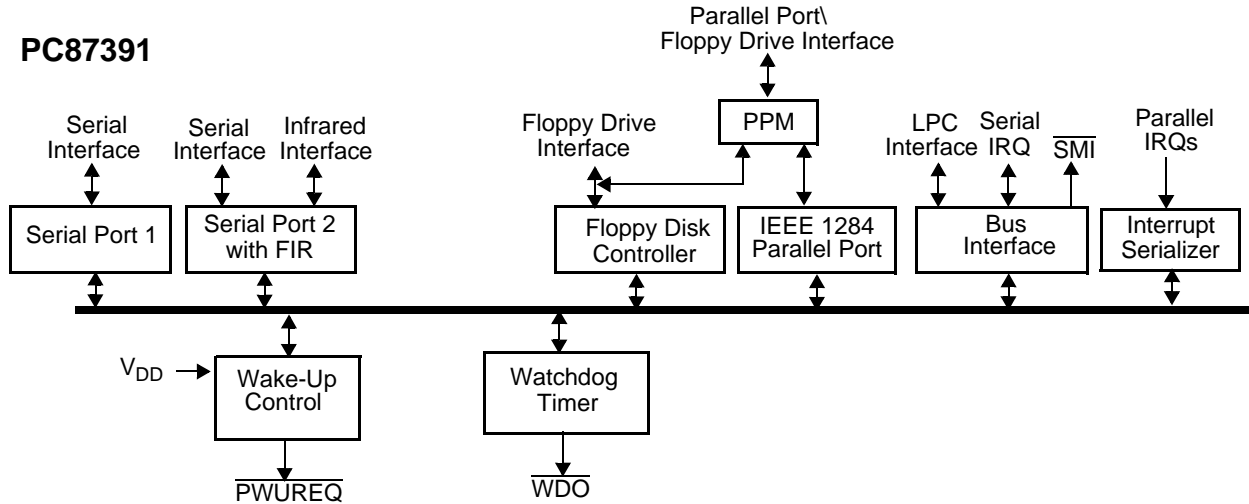 PC87391
Parallel Port\
Floppy Drive Interface
PPM
Serial
Interface
Serial
Interface
Infrared
Interface
Floppy Drive
Interface
LPC
Interface
Serial
IRQ
SMI
Parallel
IRQs
Serial Port 1
Serial Port 2
with FIR
Floppy Disk
Controller
IEEE 1284
Parallel Port
Bus
Interface
Interrupt
Serializer
VDD
Wake-Up
Control
Watchdog
Timer
PWUREQ
WDO